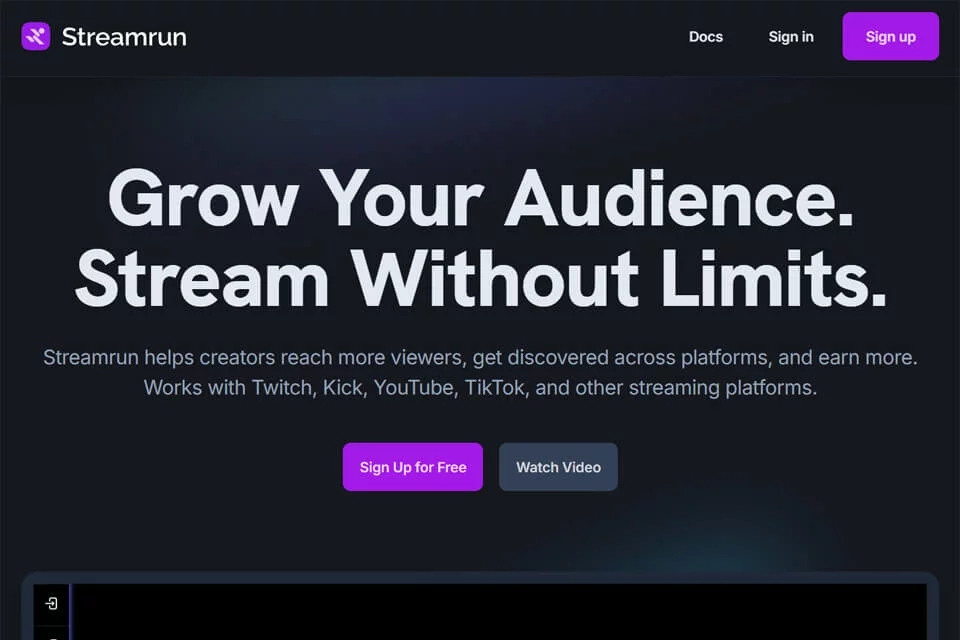 Streamrun
Docs
Sign in
Sign up
Grow Your Audience.
Stream Without Limits.
Streamrun helps creators reach more viewers, get discovered across platforms, and earn more.
Works with Twitch, Kick, YouTube, TikTok, and other streaming platforms.
Sign Up for Free
Watch Video